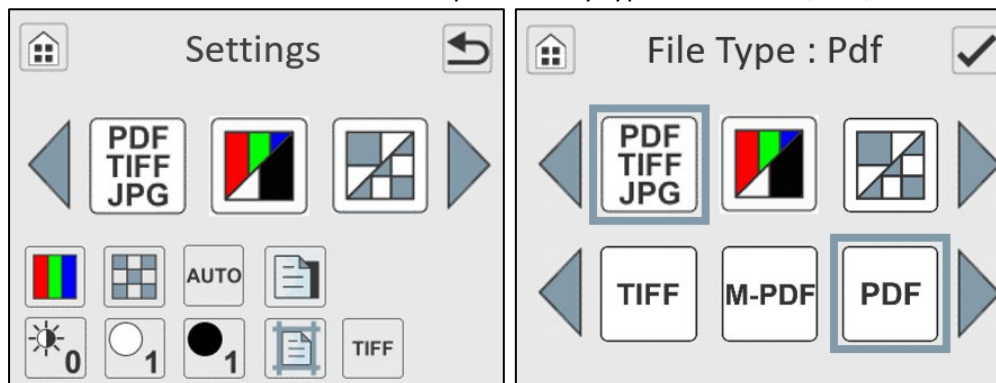 Settings
PDF
TIFF
JPG
AUTO
0
1
1
TIFF
File Type : Pdf
PDF
TIFF
JPG
TIFF
M-PDF
PDF